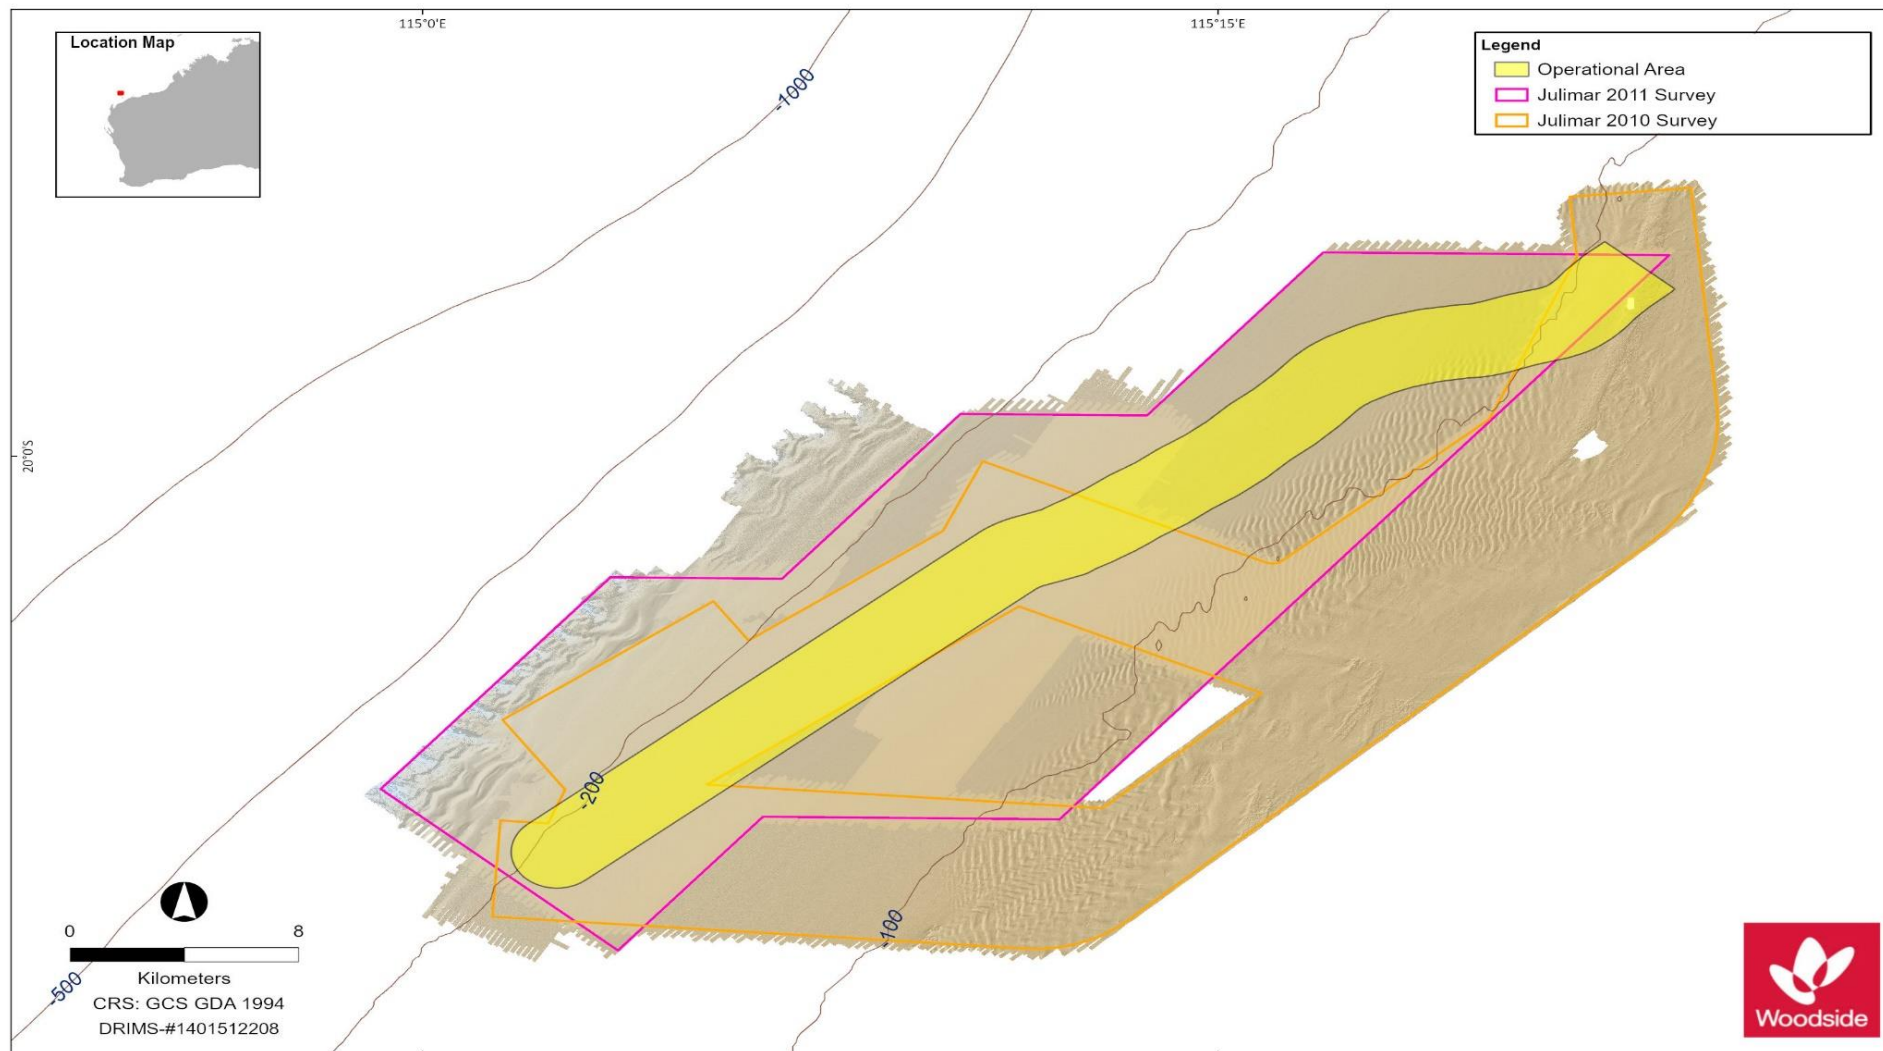 115°0'E
115°15'E
Location Map
Legend
Operational Area
Julimar 2011 Survey
Julimar 2010 Survey
-1000
20°S
-200
-100
-500
0 8
Kilometers
CRS: GCS GDA 1994
DRIMS-#1401512208
Woodside